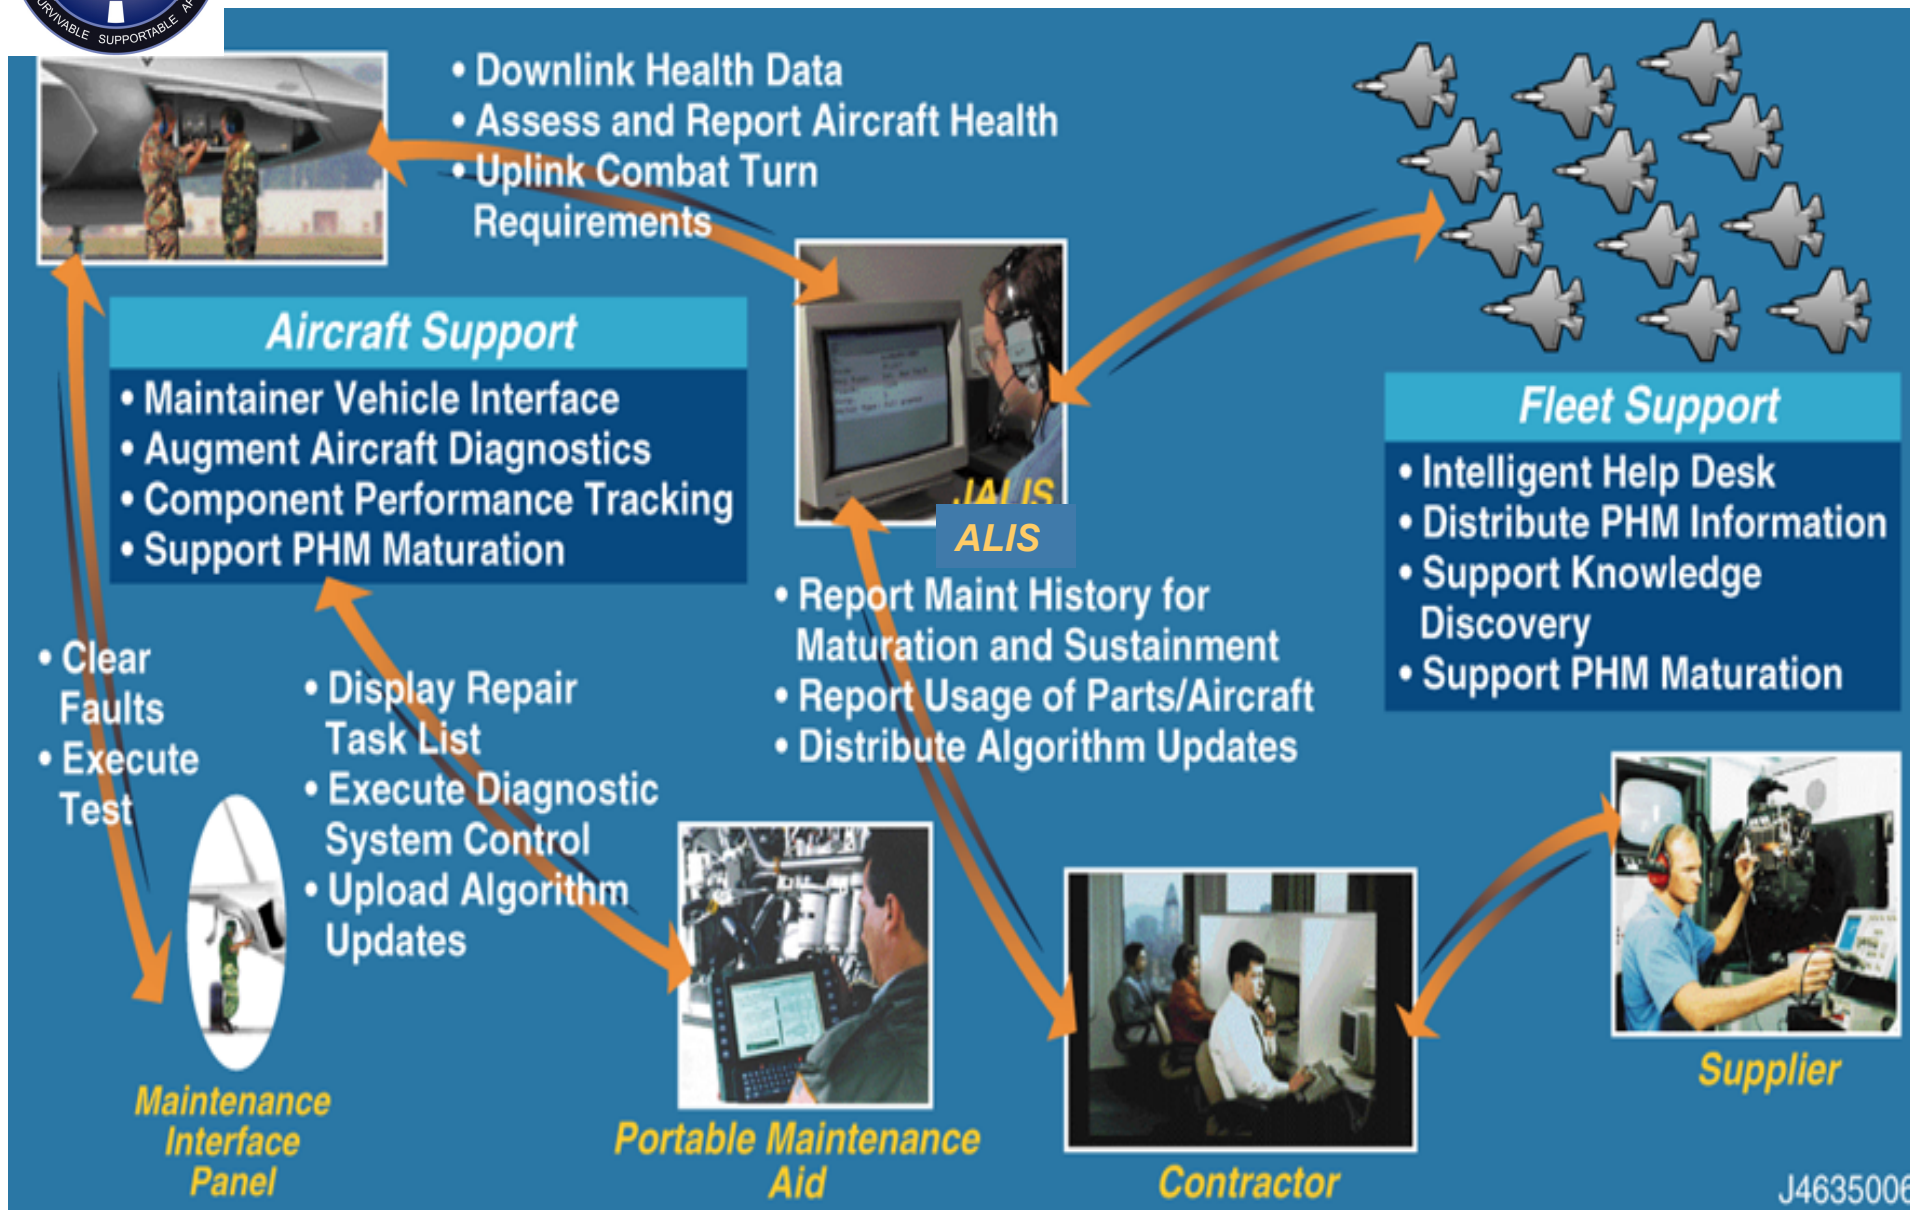 SURVIVABLE SUPPORTABLE
• Downlink Health Data
• Assess and Report Aircraft Health
• Uplink Combat Turn
Requirements
Aircraft Support
• Maintainer Vehicle Interface
• Augment Aircraft Diagnostics
• Component Performance Tracking
• Support PHM Maturation
JALIS
ALIS
Fleet Support
• Intelligent Help Desk
• Distribute PHM Information
• Support Knowledge
Discovery
• Support PHM Maturation
• Clear
Faults
• Execute
Test
• Display Repair
Task List
• Execute Diagnostic
System Control
• Upload Algorithm
Updates
• Report Maint History for
Maturation and Sustainment
• Report Usage of Parts/Aircraft
• Distribute Algorithm Updates
Maintenance
Interface
Panel
Portable Maintenance
Aid
Contractor
Supplier
J4635006